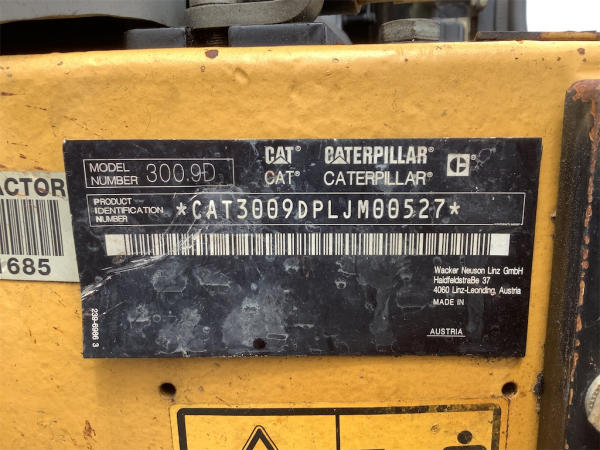 MODEL NUMBER 300.9D
CAT CATERPILLAR C
CAT® CATERPILLAR®
PRODUCT IDENTIFICATION NUMBER *CAT3009DPLJM00527*
Wacker Neuson Linz GmbH
Haidfeldstraße 37
4060 Linz-Leonding, Austria
MADE IN
AUSTRIA
ACTOR
1685